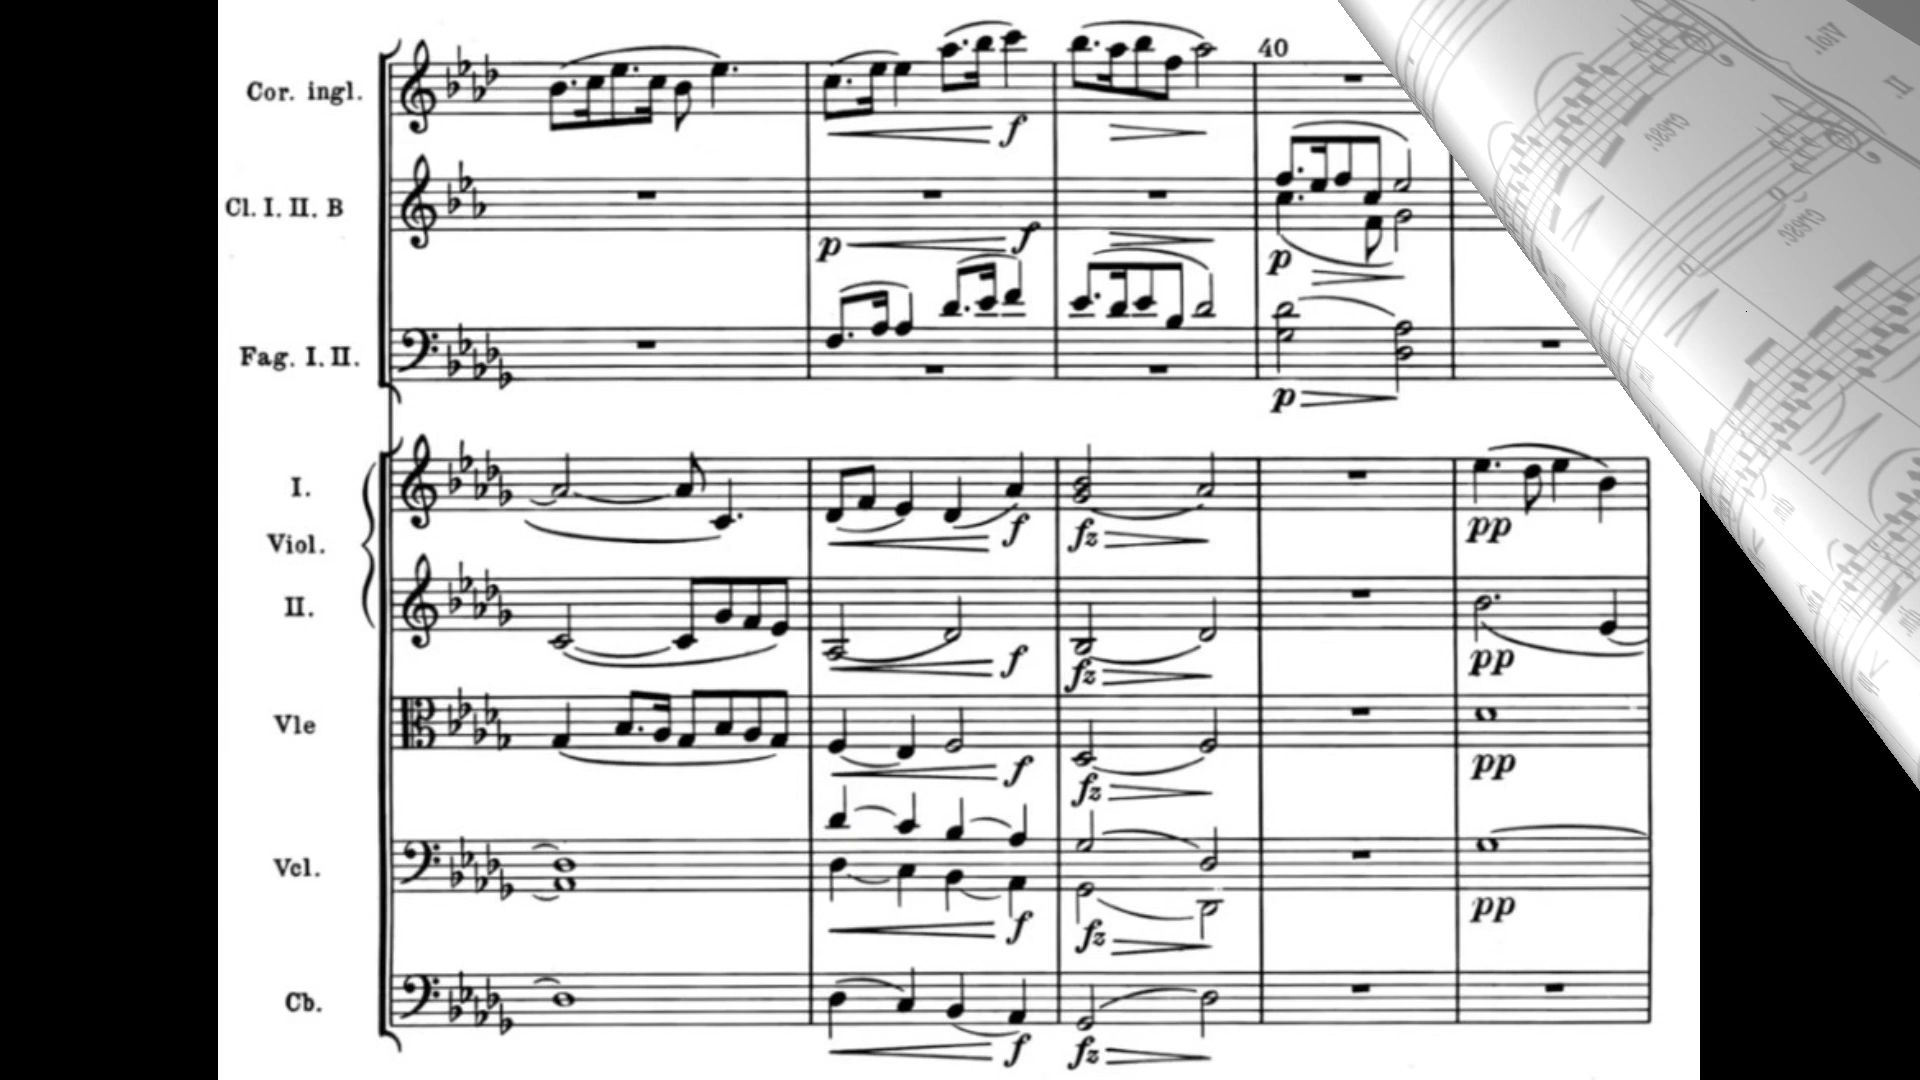 40
Cor. ingl.
f
Cl. I. II. B
p f
p
Fag. I. II.
p
I.
f fz pp
Viol.
II.
f fz pp
Vle
f fz pp
Vcl.
f fz pp
Cb.
f fz